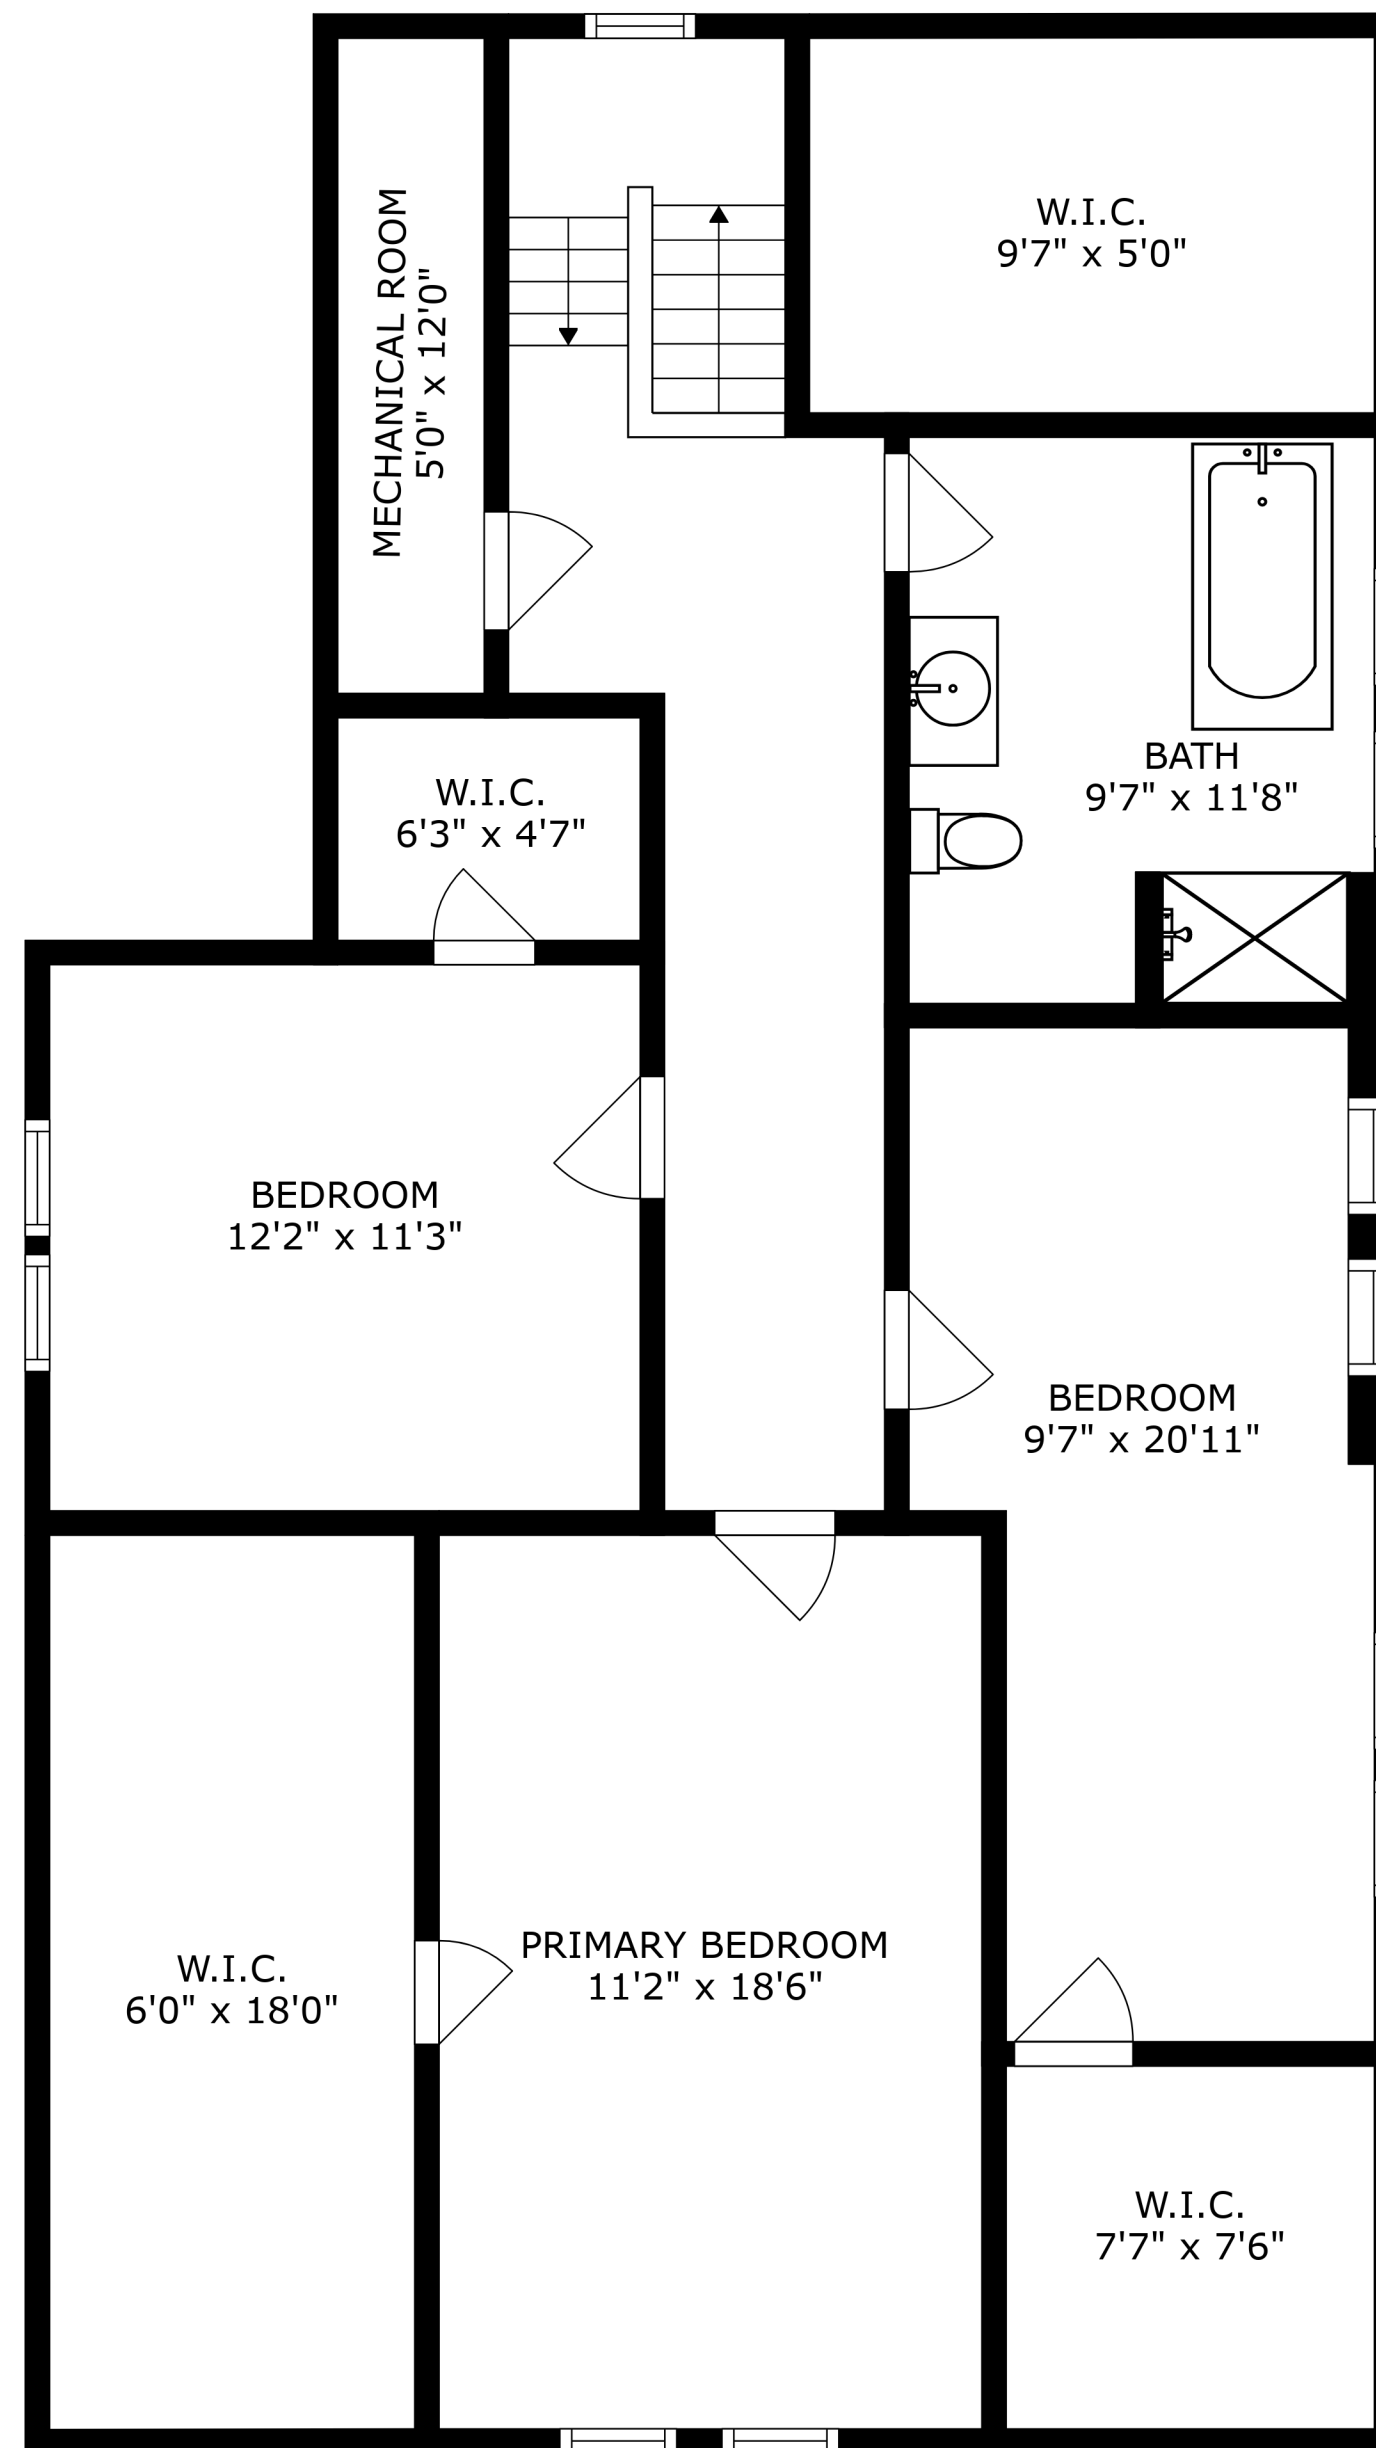 MECHANICAL ROOM
5'0" x 12'0"
W.I.C.
9'7" x 5'0"
W.I.C.
6'3" x 4'7"
BATH
9'7" x 11'8"
BEDROOM
12'2" x 11'3"
BEDROOM
9'7" x 20'11"
W.I.C.
6'0" x 18'0"
PRIMARY BEDROOM
11'2" x 18'6"
W.I.C.
7'7" x 7'6"